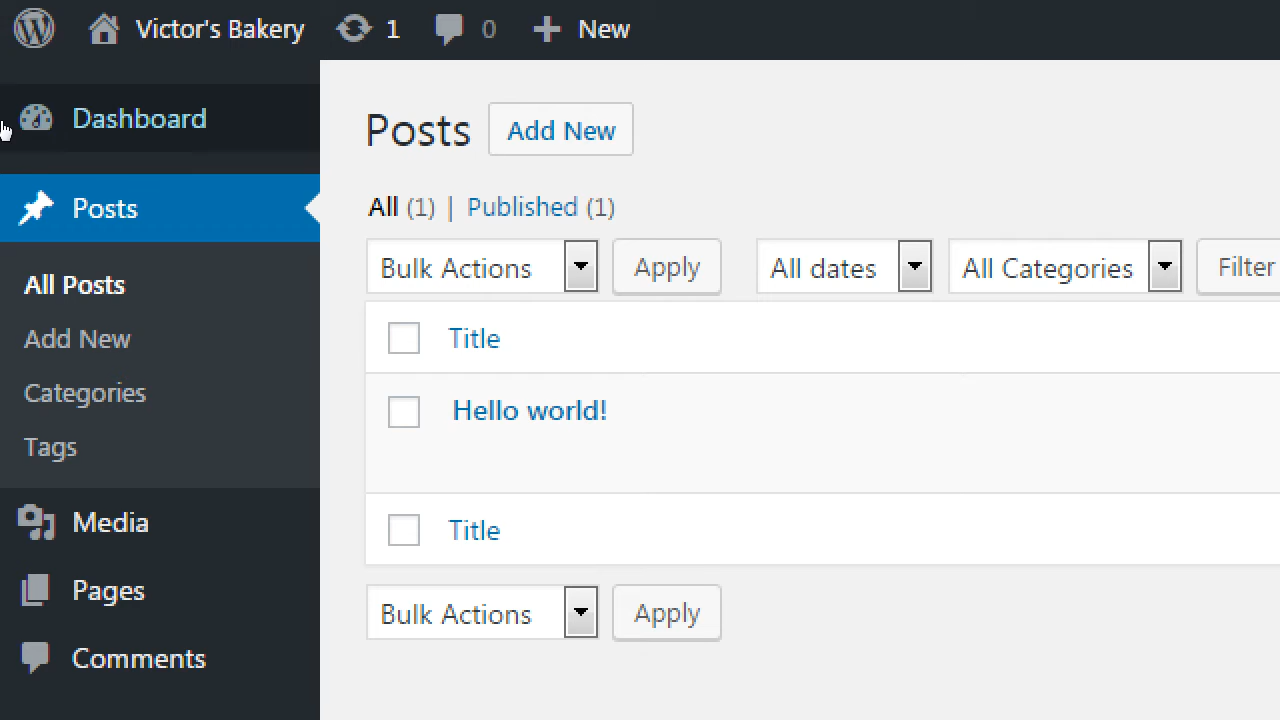 Victor's Bakery 1 0 New
Dashboard
Posts
All Posts
Add New
Categories
Tags
Media
Pages
Comments
Posts Add New
All (1) | Published (1)
Bulk Actions Apply All dates All Categories Filter
Title
Hello world!
Title
Bulk Actions Apply